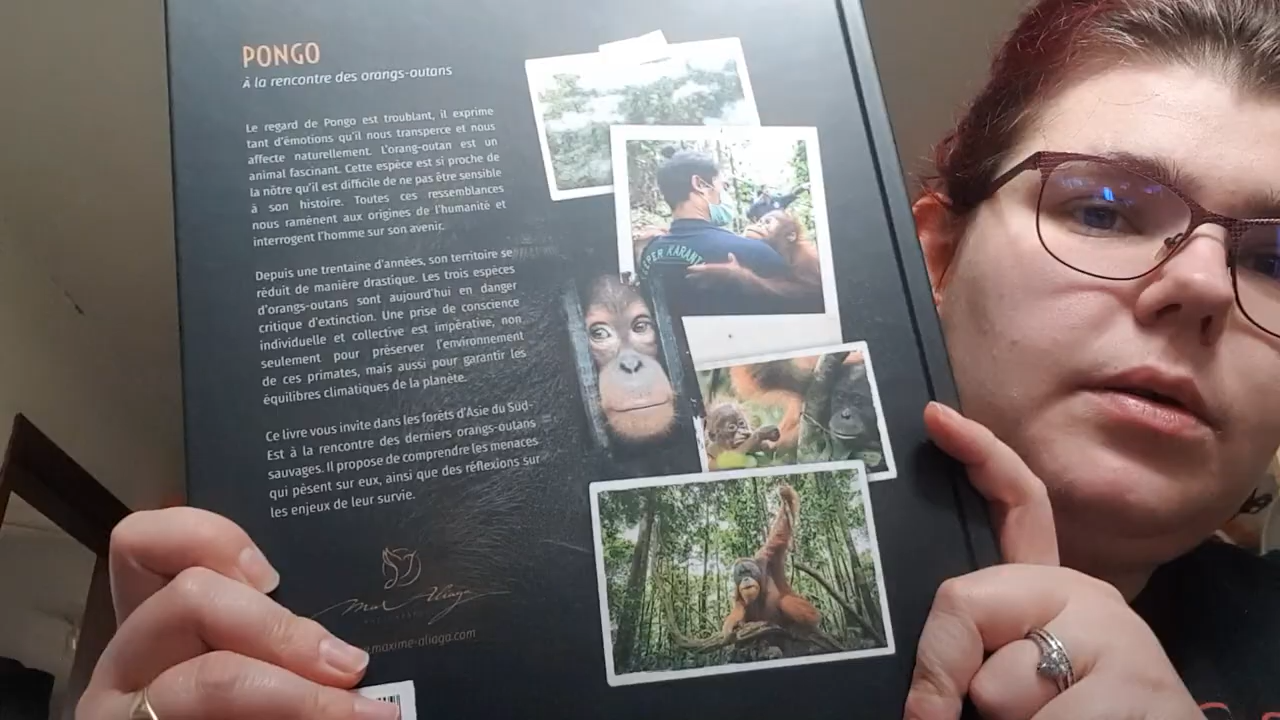 PONGO
À la rencontre des orangs-outans
Le regard de Pongo est troublant, il exprime
tant d'émotions qu'il nous transperce et nous
affecte naturellement. L'orang-outan est un
animal fascinant. Cette espèce est si proche de
la nôtre qu'il est difficile de ne pas être sensible
à son histoire. Toutes ces ressemblances
nous ramènent aux origines de l'humanité et
interrogent l'homme sur son avenir.
Depuis une trentaine d'années, son territoire se
réduit de manière drastique. Les trois espèces
d'orangs-outans sont aujourd'hui en danger
critique d'extinction. Une prise de conscience
individuelle et collective est impérative, non
seulement pour préserver l'environnement
de ces primates, mais aussi pour garantir les
équilibres climatiques de la planète.
Ce livre vous invite dans les forêts d'Asie du Sud-
Est à la rencontre des derniers orangs-outans
sauvages. Il propose de comprendre les menaces
qui pèsent sur eux, ainsi que des réflexions sur
les enjeux de leur survie.
maxime-aliaga.com